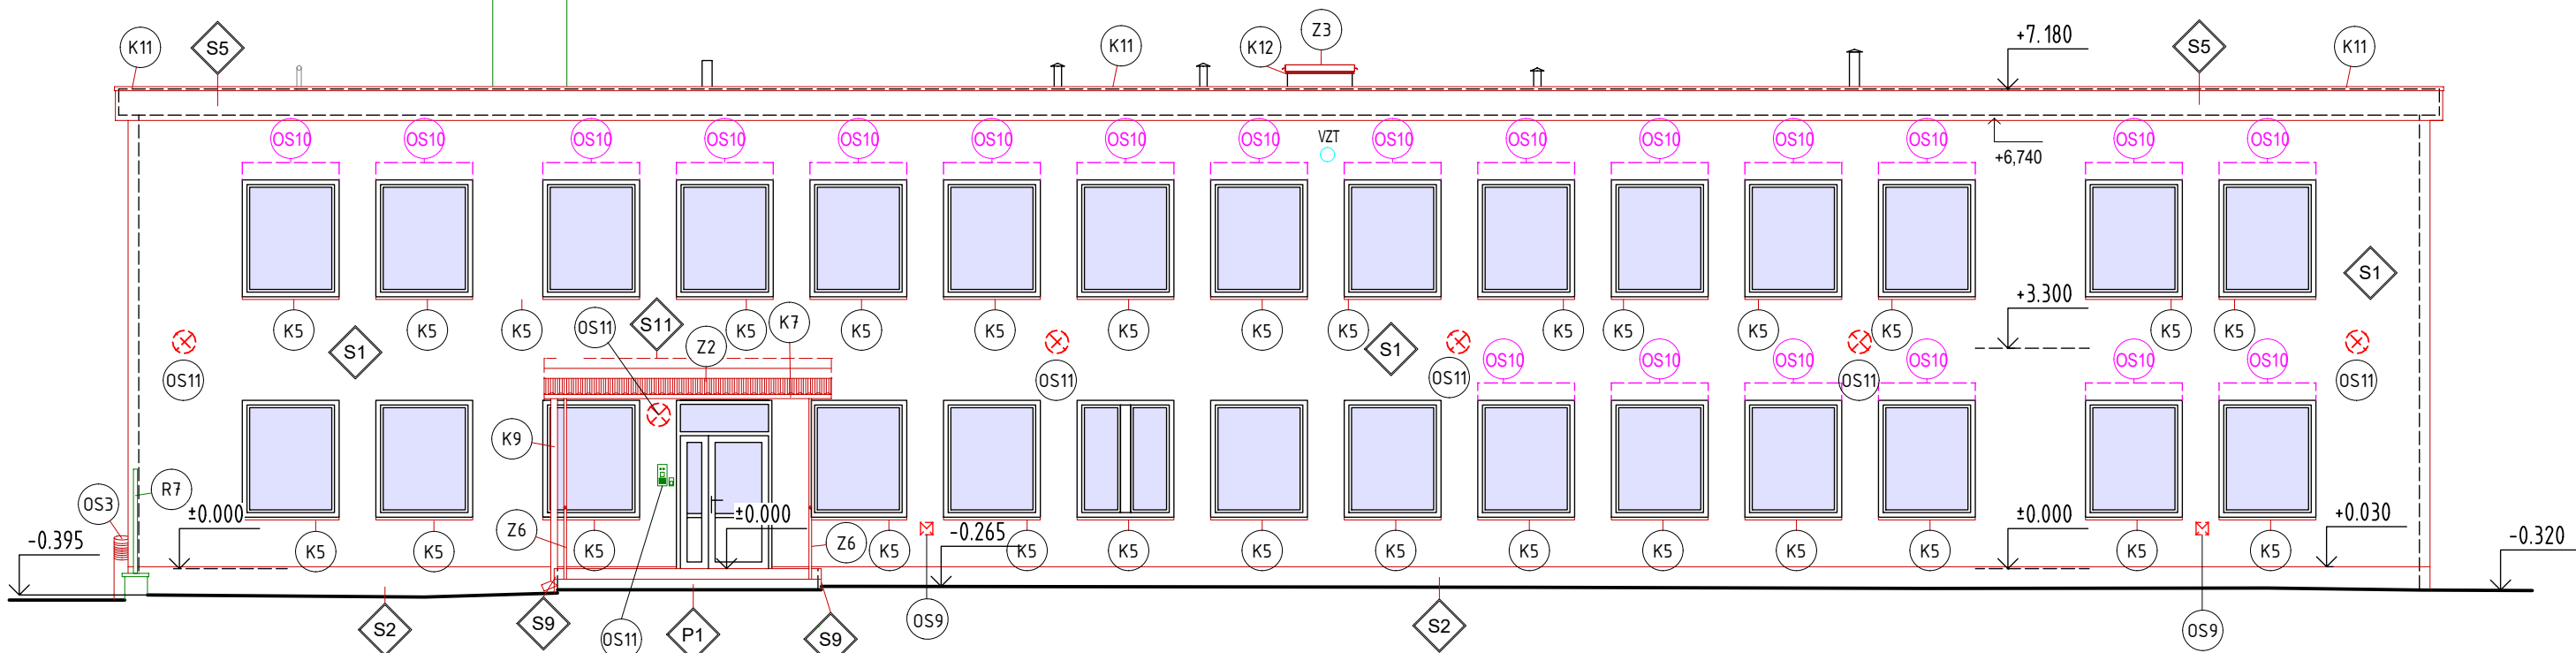 Z3
K11
S5
K11
K12
+7.180
S5
K11
OS10
OS10
OS10
OS10
OS10
OS10
OS10
OS10
VZT
OS10
OS10
OS10
OS10
OS10
OS10
OS10
+6,740
S1
+3.300
K5
K5
K5
OS11
S11
K5
K7
K5
K5
K5
K5
K5
K5
K5
K5
K5
K5
K5
S1
Z2
S1
OS10
OS10
OS10
OS10
OS10
OS10
OS11
OS11
OS11
OS11
OS11
K9
R7
OS3
±0.000
±0.000
±0.000
+0.030
-0.395
Z6
Z6
-0.265
-0.320
K5
K5
K5
K5
K5
K5
K5
K5
K5
K5
K5
K5
K5
S2
S9
OS11
P1
S9
OS9
S2
OS9